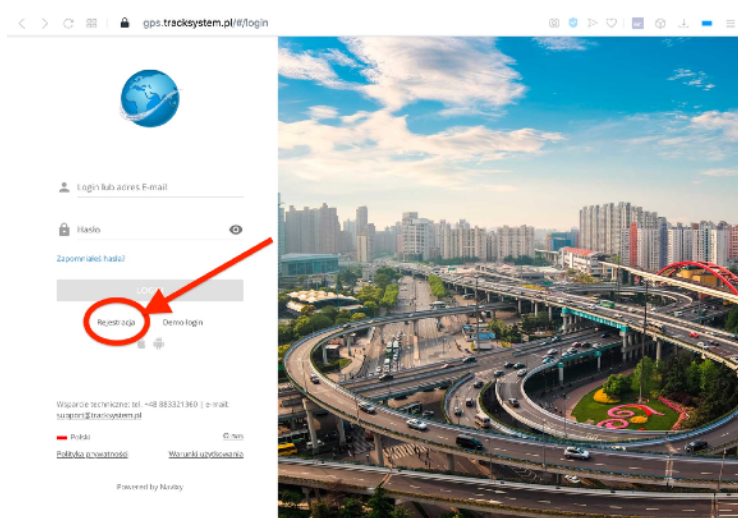 gps.tracksystem.pl/#/login
Login lub adres E-mail
Hasło
Zapomniałeś hasła?
Rejestracja
Demo login
Wsparcie techniczne: tel. +48 883321360 | e-mail:
support@tracksystem.pl
Polski
O nas
Polityka prywatności
Warunki użytkowania
Powered by Navixy